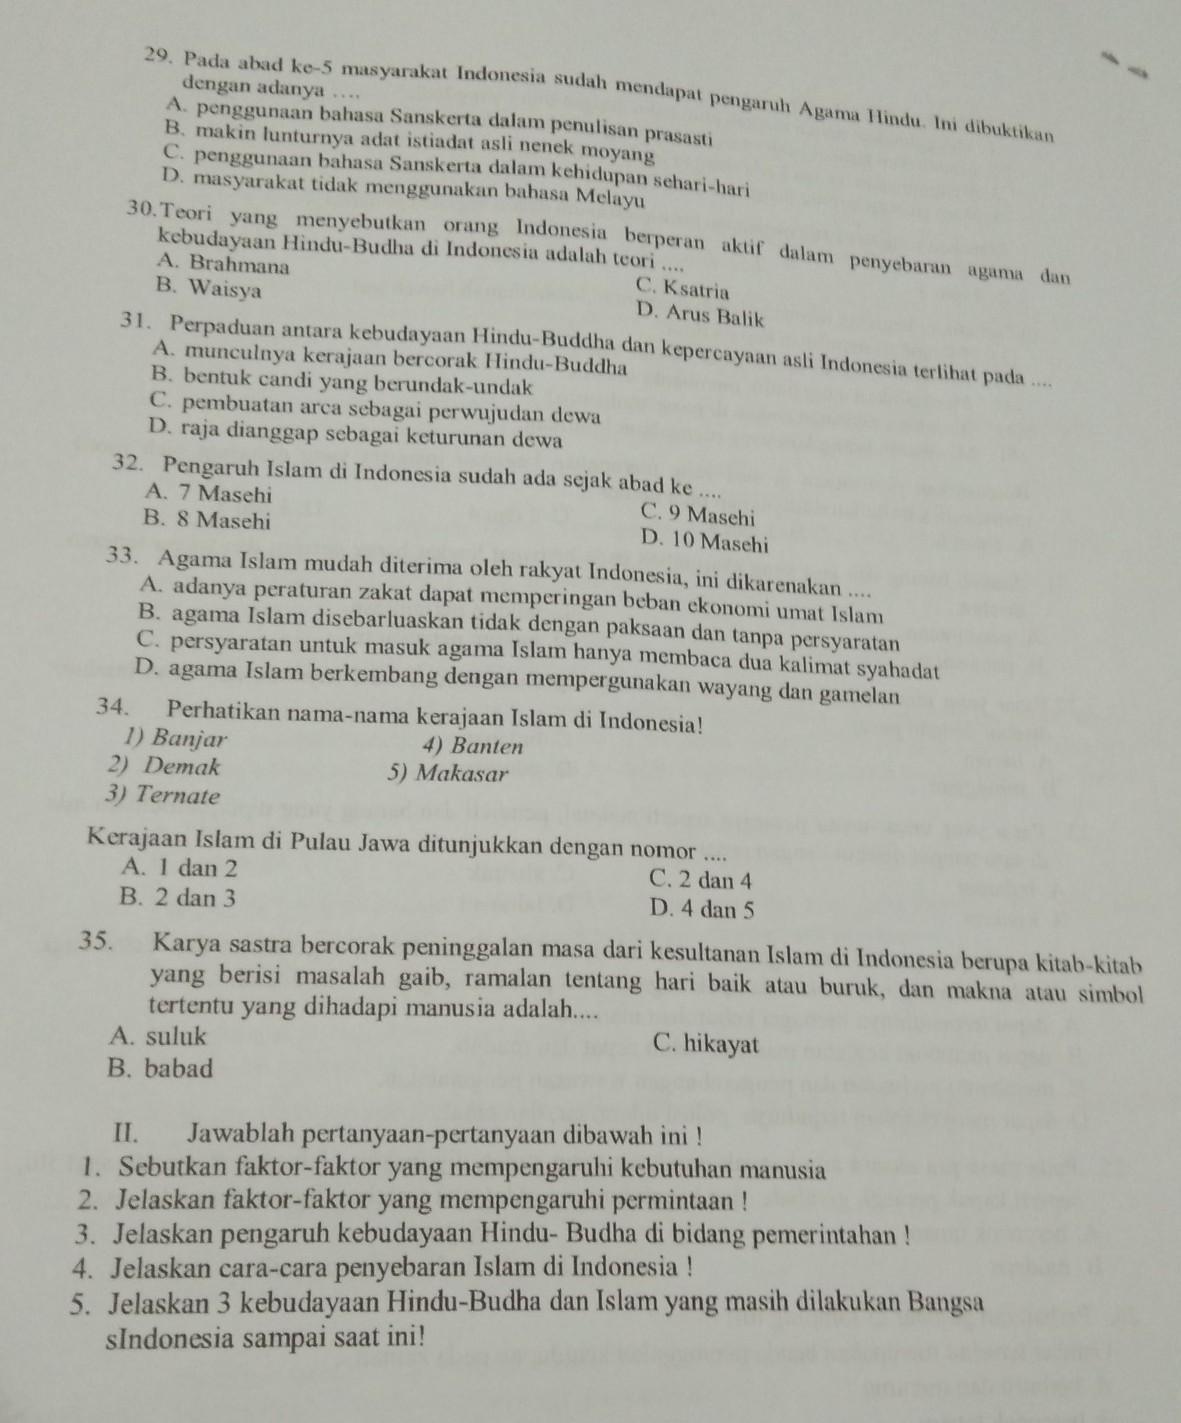 29. Pada abad ke-5 masyarakat Indonesia sudah mendapat pengaruh Agama Hindu. Ini dibuktikan
dengan adanya ....
A. penggunaan bahasa Sanskerta dalam penulisan prasasti
B. makin lunturnya adat istiadat asli nenek moyang
C. penggunaan bahasa Sanskerta dalam kehidupan sehari-hari
D. masyarakat tidak menggunakan bahasa Melayu
30. Teori yang menyebutkan orang Indonesia berperan aktif dalam penyebaran agama dan
kebudayaan Hindu-Budha di Indonesia adalah teori ....
A. Brahmana
B. Waisya
C. Ksatria
D. Arus Balik
31. Perpaduan antara kebudayaan Hindu-Buddha dan kepercayaan asli Indonesia terlihat pada ....
A. munculnya kerajaan bercorak Hindu-Buddha
B. bentuk candi yang berundak-undak
C. pembuatan arca sebagai perwujudan dewa
D. raja dianggap sebagai keturunan dewa
32. Pengaruh Islam di Indonesia sudah ada sejak abad ke ....
A. 7 Masehi
B. 8 Masehi
C. 9 Masehi
D. 10 Masehi
33. Agama Islam mudah diterima oleh rakyat Indonesia, ini dikarenakan ....
A. adanya peraturan zakat dapat memperingan beban ekonomi umat Islam
B. agama Islam disebarluaskan tidak dengan paksaan dan tanpa persyaratan
C. persyaratan untuk masuk agama Islam hanya membaca dua kalimat syahadat
D. agama Islam berkembang dengan mempergunakan wayang dan gamelan
34. Perhatikan nama-nama kerajaan Islam di Indonesia!
1) Banjar
2) Demak
3) Ternate
4) Banten
5) Makasar
Kerajaan Islam di Pulau Jawa ditunjukkan dengan nomor ....
A. 1 dan 2
B. 2 dan 3
C. 2 dan 4
D. 4 dan 5
35. Karya sastra bercorak peninggalan masa dari kesultanan Islam di Indonesia berupa kitab-kitab
yang berisi masalah gaib, ramalan tentang hari baik atau buruk, dan makna atau simbol
tertentu yang dihadapi manusia adalah....
A. suluk
B. babad
C. hikayat
II. Jawablah pertanyaan-pertanyaan dibawah ini !
1. Sebutkan faktor-faktor yang mempengaruhi kebutuhan manusia
2. Jelaskan faktor-faktor yang mempengaruhi permintaan !
3. Jelaskan pengaruh kebudayaan Hindu- Budha di bidang pemerintahan !
4. Jelaskan cara-cara penyebaran Islam di Indonesia !
5. Jelaskan 3 kebudayaan Hindu-Budha dan Islam yang masih dilakukan Bangsa
sIndonesia sampai saat ini!